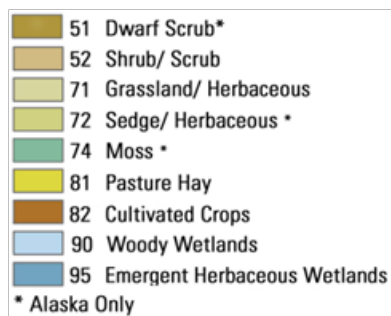 51 Dwarf Scrub*
52 Shrub/ Scrub
71 Grassland/ Herbaceous
72 Sedge/ Herbaceous *
74 Moss *
81 Pasture Hay
82 Cultivated Crops
90 Woody Wetlands
95 Emergent Herbaceous Wetlands
* Alaska Only